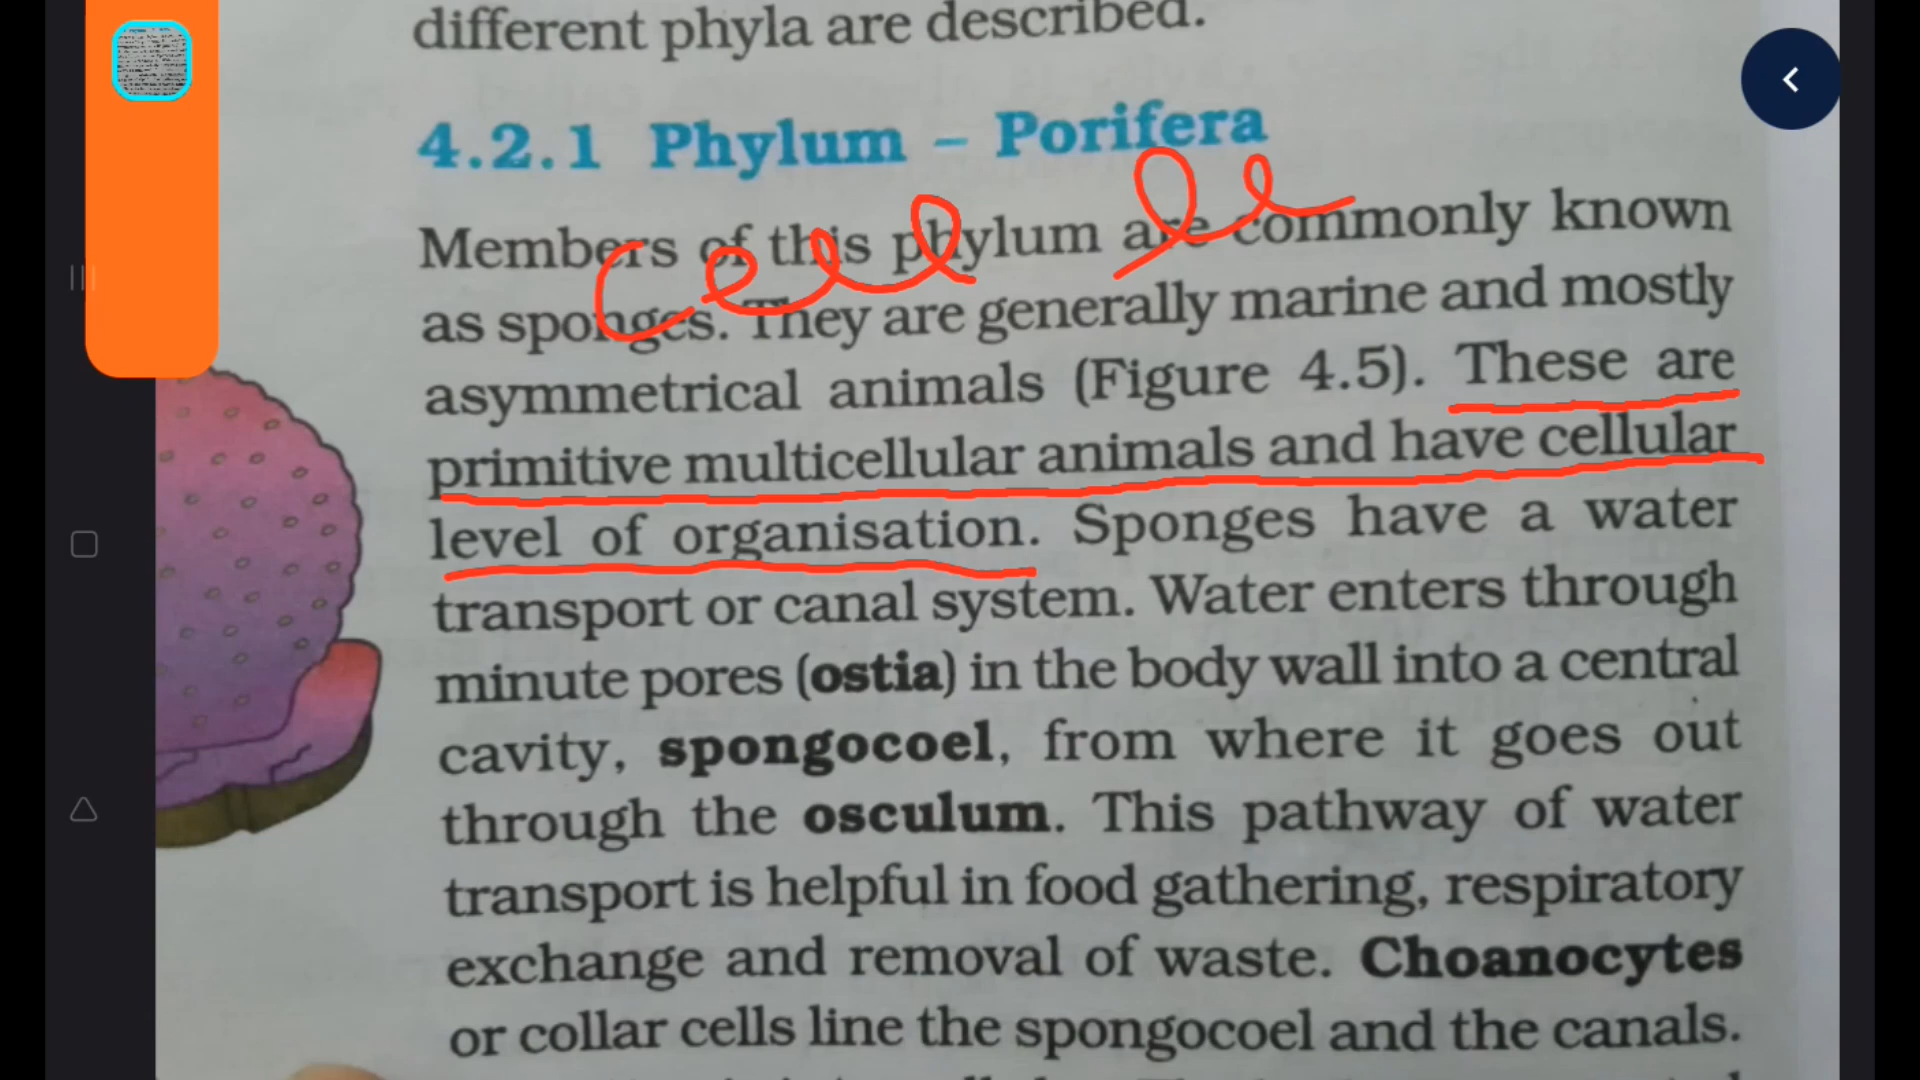 different phyla are described.
4.2.1 Phylum – Porifera
Members of this phylum are commonly known
as sponges. They are generally marine and mostly
asymmetrical animals (Figure 4.5). These are
primitive multicellular animals and have cellular
level of organisation. Sponges have a water
transport or canal system. Water enters through
minute pores (ostia) in the body wall into a central
cavity, spongocoel, from where it goes out
through the osculum. This pathway of water
transport is helpful in food gathering, respiratory
exchange and removal of waste. Choanocytes
or collar cells line the spongocoel and the canals.
cell